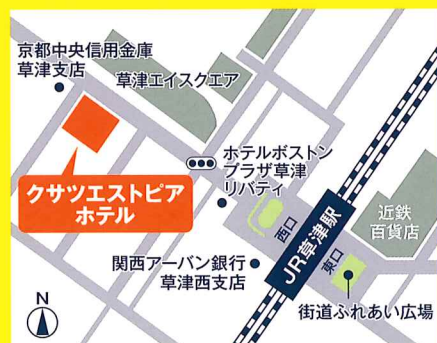 京都中央信用金庫
草津支店
草津エイスクエア
ホテルボストン
プラザ草津
リバティ
クサツエストピア
ホテル
西口
JR草津駅
東口
近鉄
百貨店
関西アーバン銀行
草津西支店
街道ふれあい広場
N